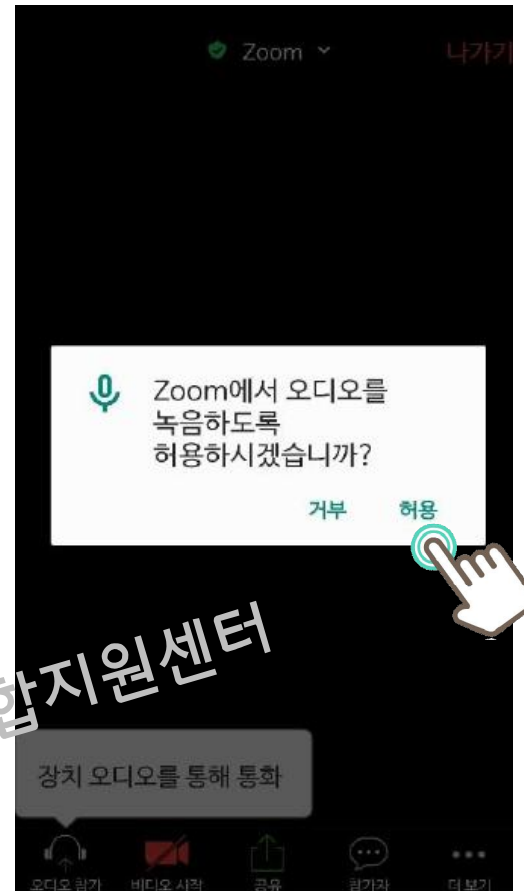 Zoom
나가기
Zoom에서 오디오를
녹음하도록
허용하시겠습니까?
거부 허용
합지원센터
장치 오디오를 통해 통화
오디오 참가 비디오 시작 공유 참가자 더 보기